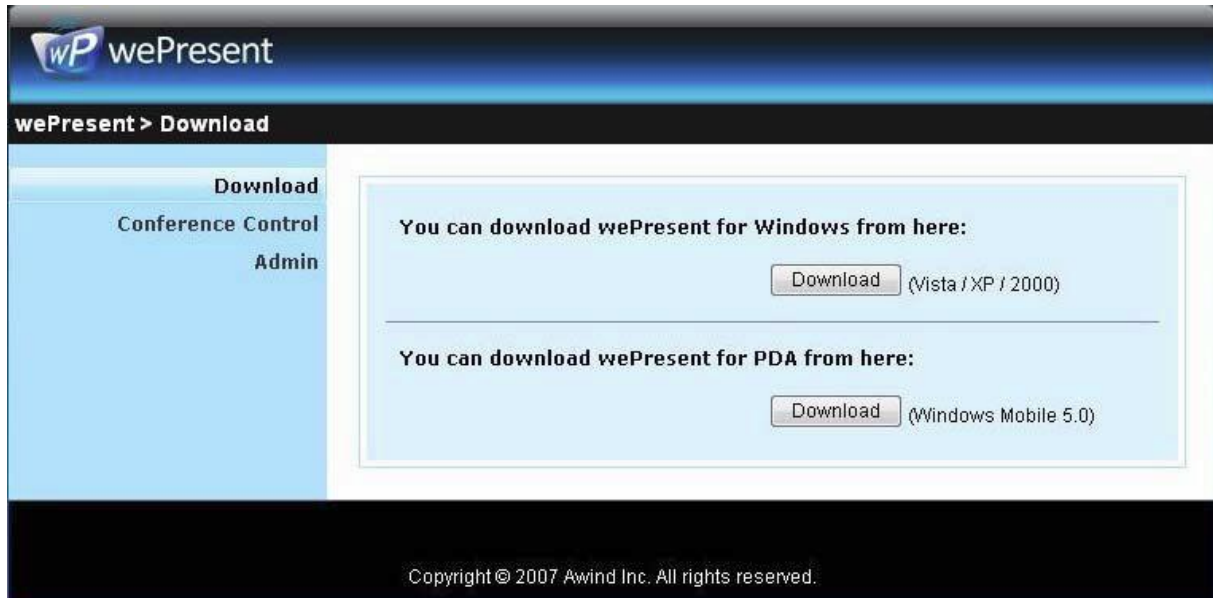 wP wePresent
wePresent > Download
Download
Conference Control
Admin
You can download wePresent for Windows from here:
Download (Vista / XP / 2000)
You can download wePresent for PDA from here:
Download (Windows Mobile 5.0)
Copyright © 2007 Awind Inc. All rights reserved.